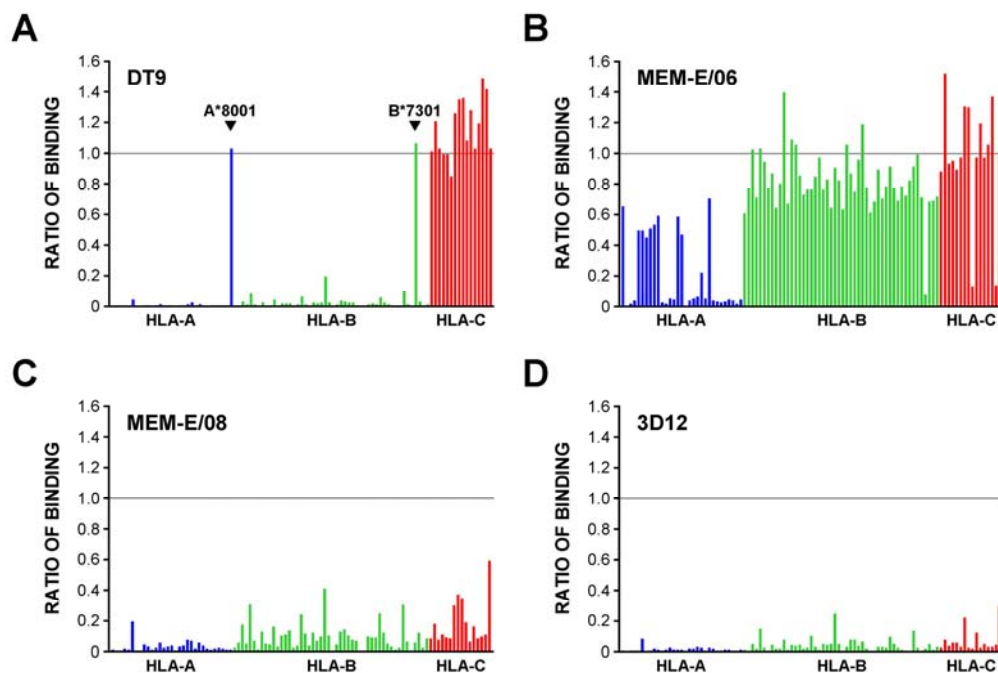 A
DT9
A*8001
B*7301
RATIO OF BINDING
1.6
1.4
1.2
1.0
0.8
0.6
0.4
0.2
0
HLA-A
HLA-B
HLA-C
B
MEM-E/06
RATIO OF BINDING
1.6
1.4
1.2
1.0
0.8
0.6
0.4
0.2
0
HLA-A
HLA-B
HLA-C
C
MEM-E/08
RATIO OF BINDING
1.6
1.4
1.2
1.0
0.8
0.6
0.4
0.2
0
HLA-A
HLA-B
HLA-C
D
3D12
RATIO OF BINDING
1.6
1.4
1.2
1.0
0.8
0.6
0.4
0.2
0
HLA-A
HLA-B
HLA-C